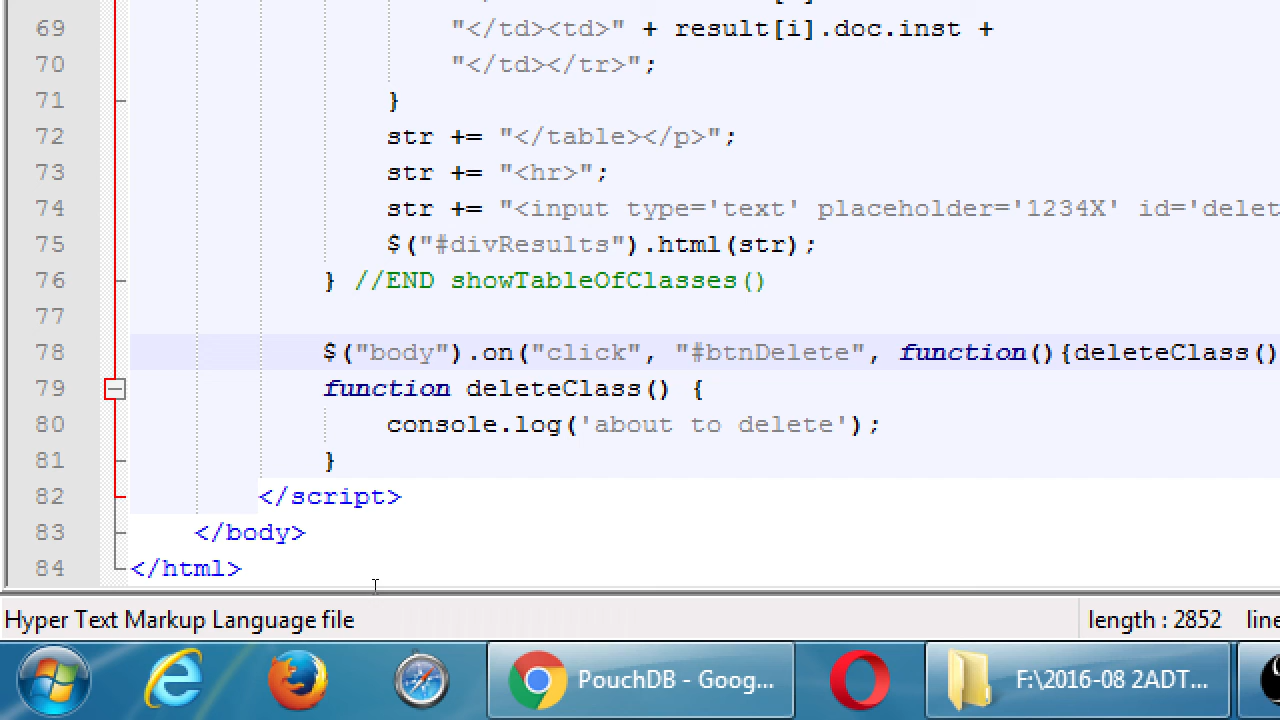 69 "</td><td>" + result[i].doc.inst +
70 "</td></tr>";
71 }
72 str += "</table></p>";
73 str += "<hr>";
74 str += "<input type='text' placeholder='1234X' id='delet
75 $("#divResults").html(str);
76 } //END showTableOfClasses()
77
78 $("body").on("click", "#btnDelete", function(){deleteClass()
79 function deleteClass() {
80 console.log('about to delete');
81 }
82 </script>
83 </body>
84 </html>
Hyper Text Markup Language file length : 2852 line
PouchDB - Goog... F:\2016-08 2ADT...